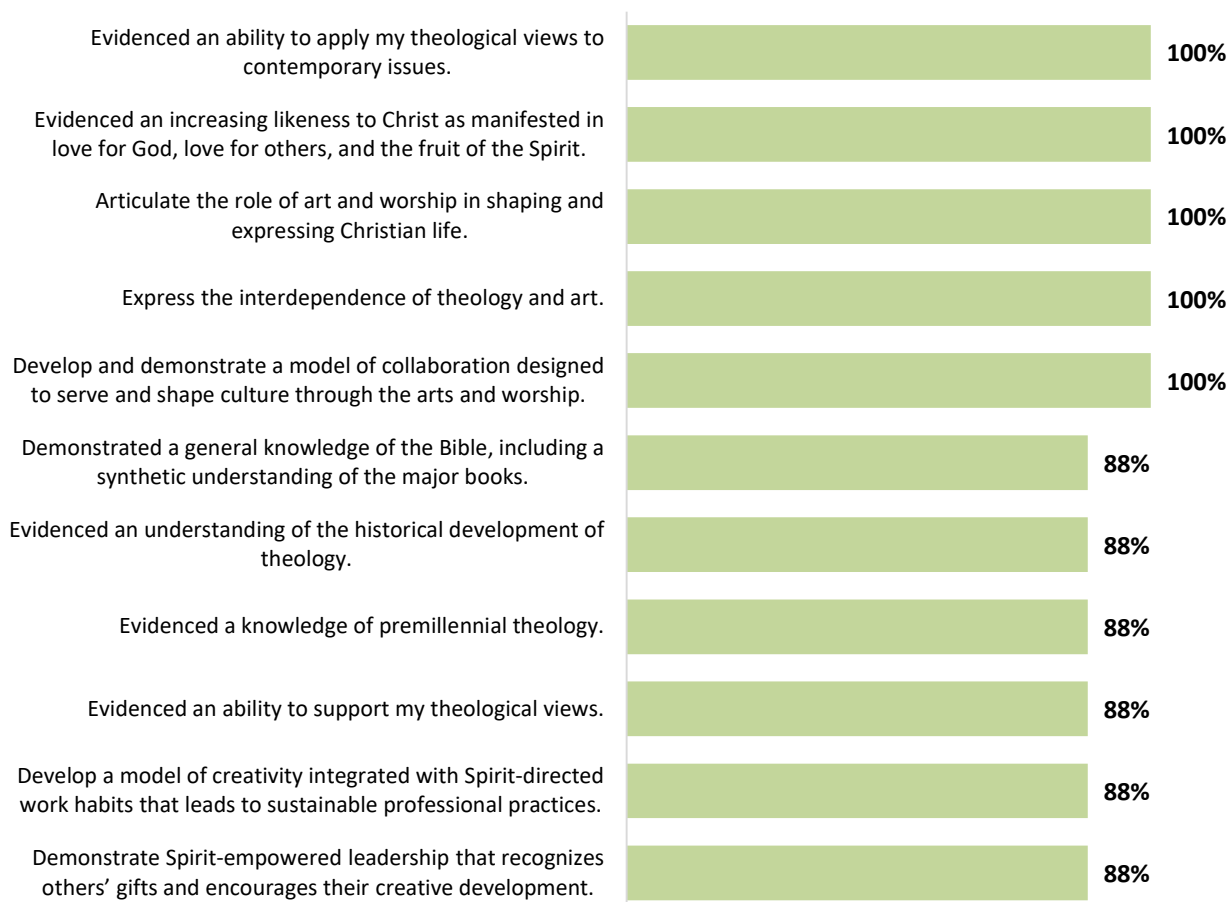 Evidenced an ability to apply my theological views to
contemporary issues.
100%
Evidenced an increasing likeness to Christ as manifested in
love for God, love for others, and the fruit of the Spirit.
100%
Articulate the role of art and worship in shaping and
expressing Christian life.
100%
Express the interdependence of theology and art.
100%
Develop and demonstrate a model of collaboration designed
to serve and shape culture through the arts and worship.
100%
Demonstrated a general knowledge of the Bible, including a
synthetic understanding of the major books.
88%
Evidenced an understanding of the historical development of
theology.
88%
Evidenced a knowledge of premillennial theology.
88%
Evidenced an ability to support my theological views.
88%
Develop a model of creativity integrated with Spirit-directed
work habits that leads to sustainable professional practices.
88%
Demonstrate Spirit-empowered leadership that recognizes
others’ gifts and encourages their creative development.
88%